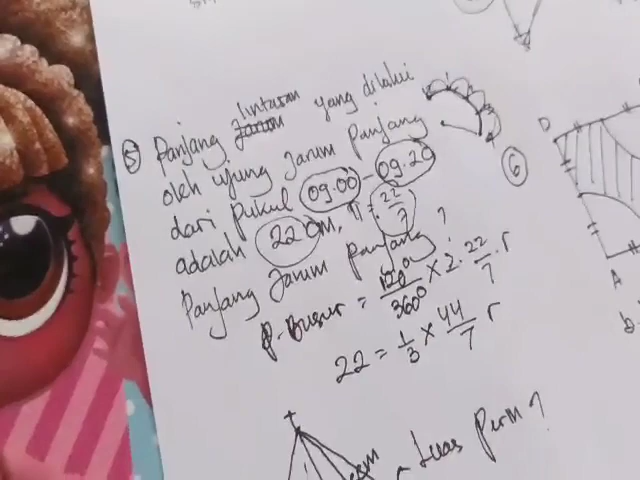 5 Panjang lintasan yang dilalui
oleh ujung Jarum Panjang
dari Pukul 09.00 - 09.20
adalah 22 cm, π = 22/7
Panjang Jarum panjang ?
P. Busur = 120°/360° × 2 · 22/7 · r
22 = 1/3 × 44/7 r
6
D
A
b.
T
Luas Perm ?